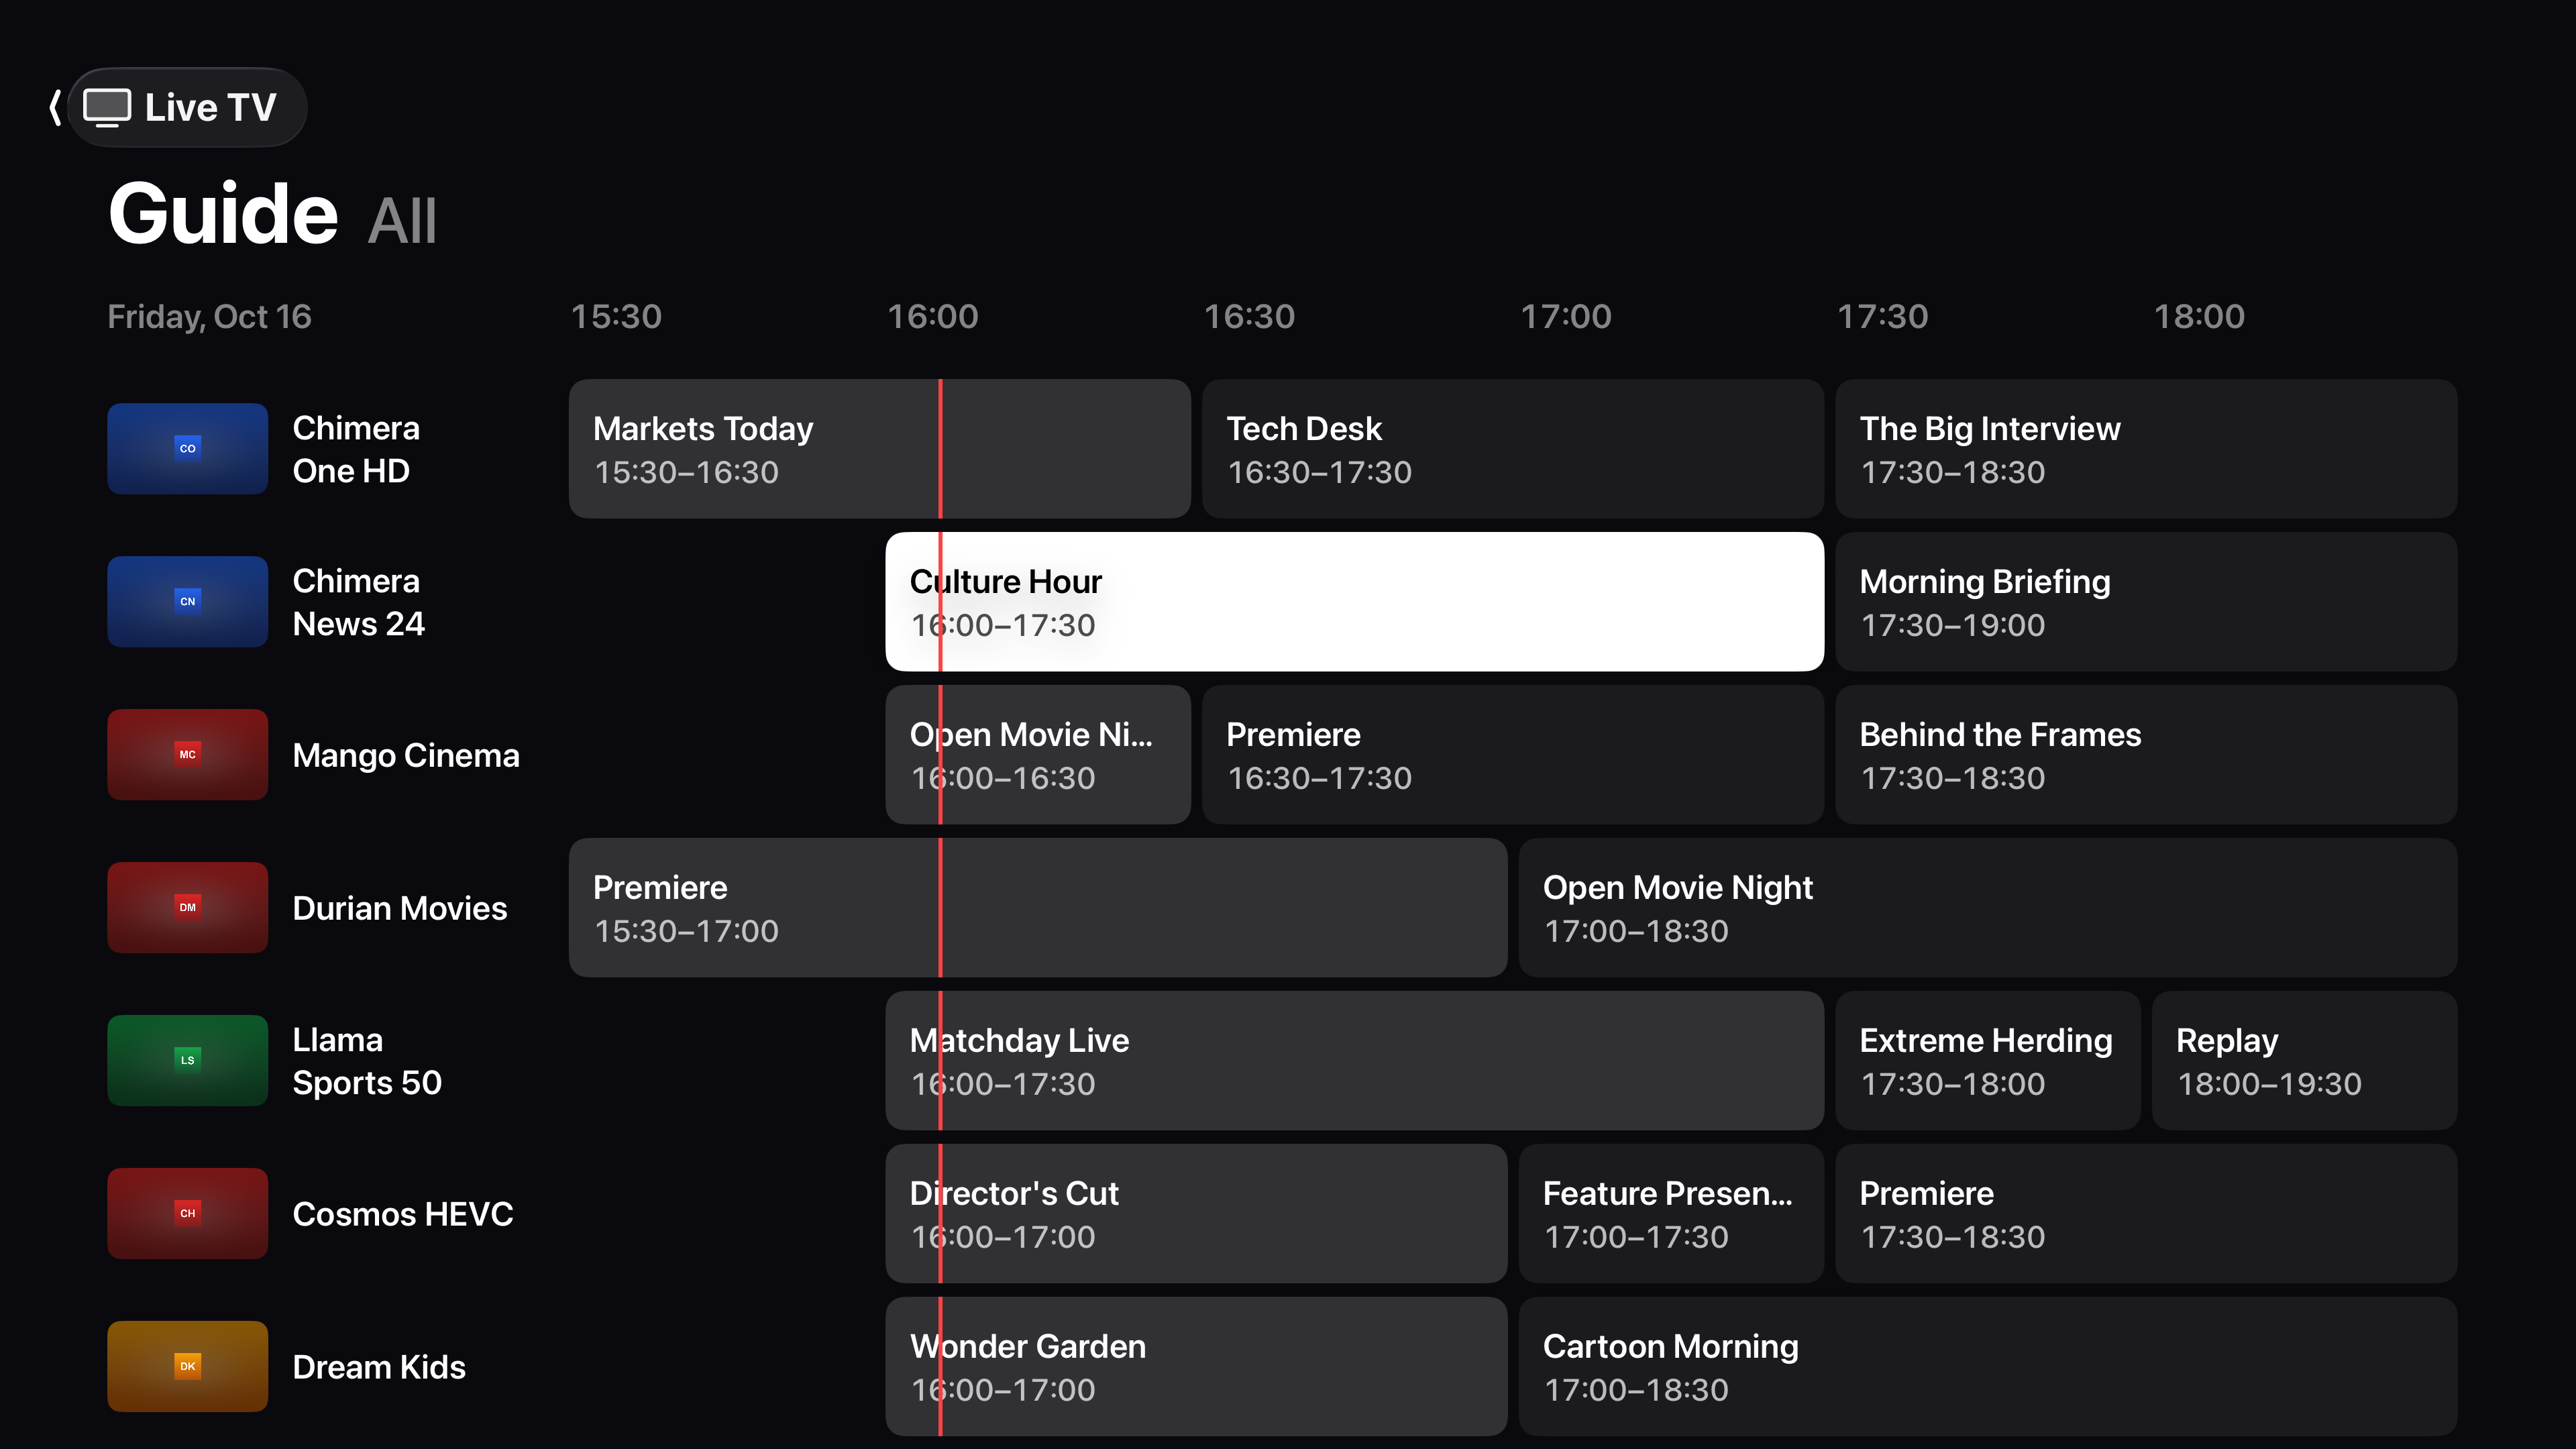 Live TV
Guide All
Friday, Oct 16 15:30 16:00 16:30 17:00 17:30 18:00
CO
Chimera
One HD
Markets Today
15:30–16:30
Tech Desk
16:30–17:30
The Big Interview
17:30–18:30
CN
Chimera
News 24
Culture Hour
16:00–17:30
Morning Briefing
17:30–19:00
MC
Mango Cinema
Open Movie Ni...
16:00–16:30
Premiere
16:30–17:30
Behind the Frames
17:30–18:30
DM
Durian Movies
Premiere
15:30–17:00
Open Movie Night
17:00–18:30
LS
Llama
Sports 50
Matchday Live
16:00–17:30
Extreme Herding
17:30–18:00
Replay
18:00–19:30
CH
Cosmos HEVC
Director's Cut
16:00–17:00
Feature Presen...
17:00–17:30
Premiere
17:30–18:30
DK
Dream Kids
Wonder Garden
16:00–17:00
Cartoon Morning
17:00–18:30